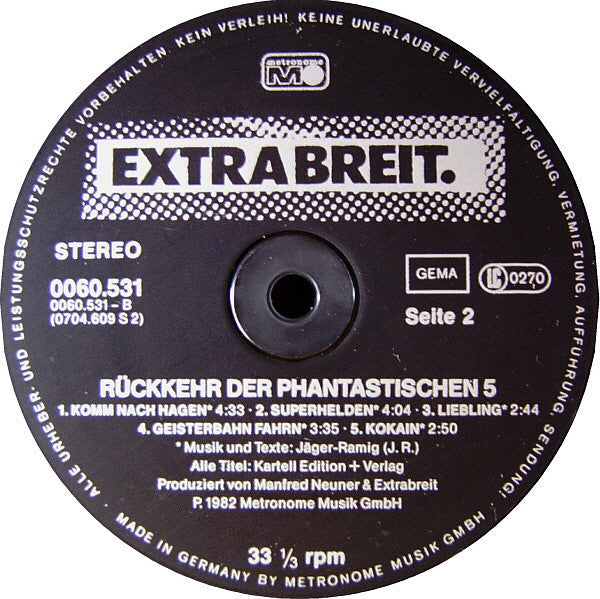 ALLE URHEBER- UND LEISTUNGSSCHUTZRECHTE VORBEHALTEN. KEIN VERLEIH! KEINE UNERLAUBTE VERVIELFÄLTIGUNG, VERMIETUNG, AUFFÜHRUNG, SENDUNG!
metronome
M
EXTRABREIT.
STEREO
0060.531
0060.531-B
(0704.609 S 2)
GEMA
LC 0270
Seite 2
RÜCKKEHR DER PHANTASTISCHEN 5
1. KOMM NACH HAGEN* 4:33 · 2. SUPERHELDEN* 4:04 · 3. LIEBLING* 2:44
4. GEISTERBAHN FAHRN* 3:35 · 5. KOKAIN* 2:50
*Musik und Texte: Jäger-Ramig (J. R.)
Alle Titel: Kartell Edition + Verlag
Produziert von Manfred Neuner & Extrabreit
P. 1982 Metronome Musik GmbH
33 ⅓ rpm
· MADE IN GERMANY BY METRONOME MUSIK GMBH ·